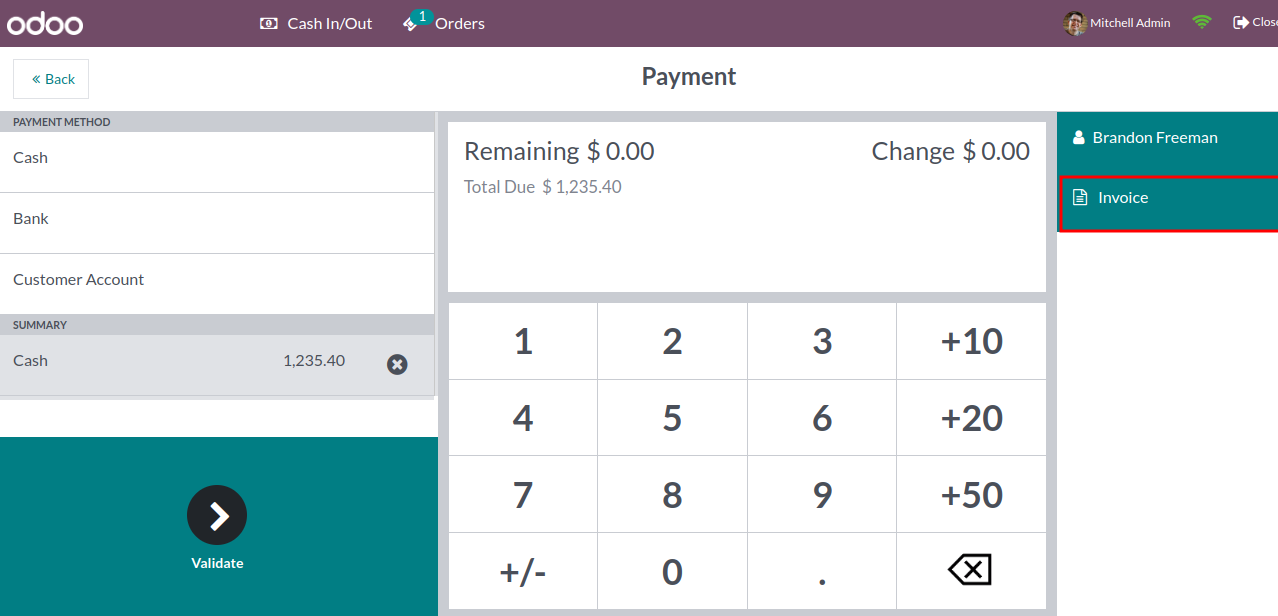 odoo
Cash In/Out
1
Orders
Mitchell Admin
Close
« Back
Payment
PAYMENT METHOD
Cash
Bank
Customer Account
SUMMARY
Cash 1,235.40
Validate
Remaining $ 0.00 Change $ 0.00
Total Due $ 1,235.40
1 2 3 +10
4 5 6 +20
7 8 9 +50
+/- 0 .
Brandon Freeman
Invoice